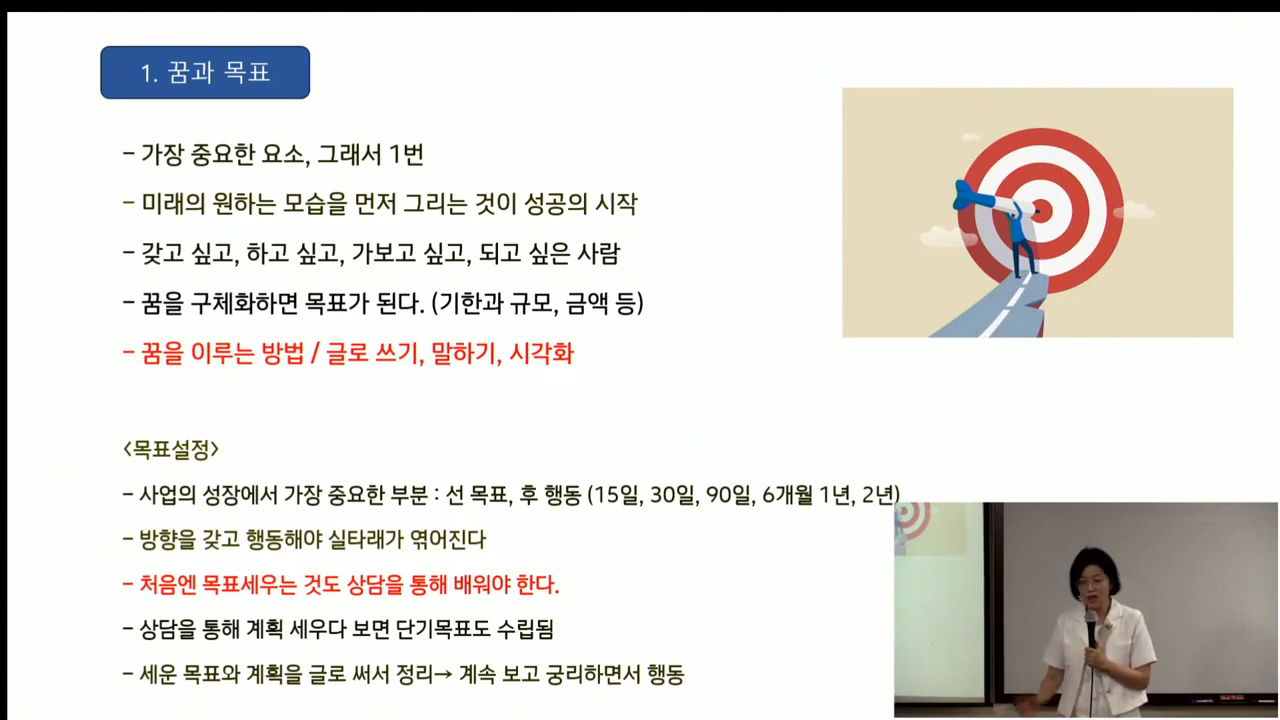 1. 꿈과 목표
- 가장 중요한 요소, 그래서 1번
- 미래의 원하는 모습을 먼저 그리는 것이 성공의 시작
- 갖고 싶고, 하고 싶고, 가보고 싶고, 되고 싶은 사람
- 꿈을 구체화하면 목표가 된다. (기한과 규모, 금액 등)
- 꿈을 이루는 방법 / 글로 쓰기, 말하기, 시각화
<목표설정>
- 사업의 성장에서 가장 중요한 부분 : 선 목표, 후 행동 (15일, 30일, 90일, 6개월 1년, 2년)
- 방향을 갖고 행동해야 실타래가 엮어진다
- 처음엔 목표세우는 것도 상담을 통해 배워야 한다.
- 상담을 통해 계획 세우다 보면 단기목표도 수립됨
- 세운 목표와 계획을 글로 써서 정리→ 계속 보고 궁리하면서 행동